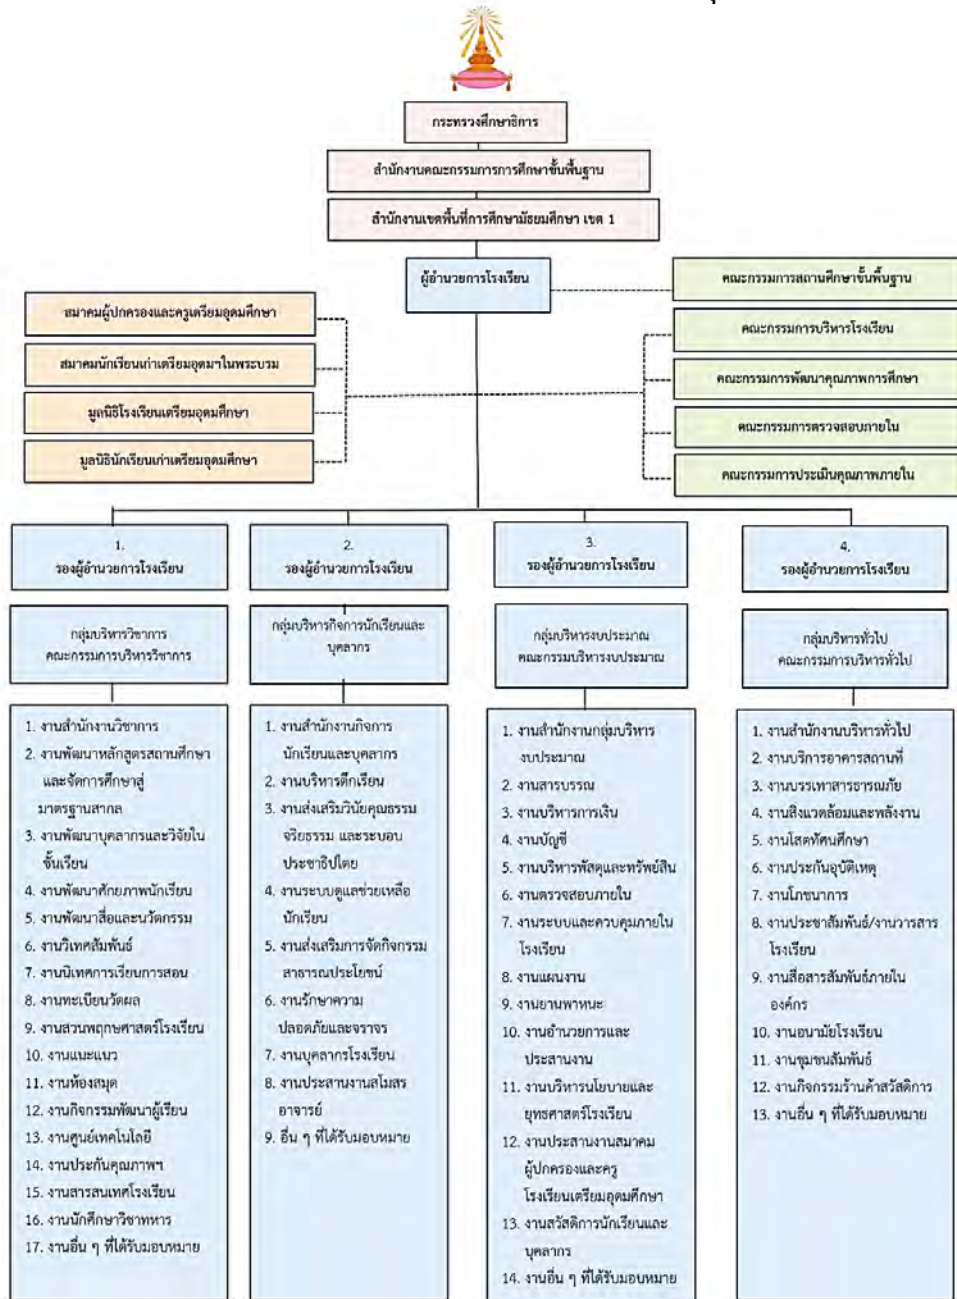 กระทรวงศึกษาธิการ
สำนักงานคณะกรรมการการศึกษาขั้นพื้นฐาน
สำนักงานเขตพื้นที่การศึกษามัธยมศึกษา เขต 1
ผู้อำนวยการโรงเรียน
คณะกรรมการสถานศึกษาขั้นพื้นฐาน
สมาคมผู้ปกครองและครูเตรียมอุดมศึกษา
สมาคมนักเรียนเก่าเตรียมอุดมฯในพระบรม
มูลนิธิโรงเรียนเตรียมอุดมศึกษา
มูลนิธินักเรียนเก่าเตรียมอุดมศึกษา
คณะกรรมการบริหารโรงเรียน
คณะกรรมการพัฒนาคุณภาพการศึกษา
คณะกรรมการตรวจสอบภายใน
คณะกรรมการประเมินคุณภาพภายใน
1.
รองผู้อำนวยการโรงเรียน
กลุ่มบริหารวิชาการ
คณะกรรมการบริหารวิชาการ
1. งานสำนักงานวิชาการ
2. งานพัฒนาหลักสูตรสถานศึกษา
และจัดการศึกษาสู่
มาตรฐานสากล
3. งานพัฒนาบุคลากรและวิจัยใน
ชั้นเรียน
4. งานพัฒนาศักยภาพนักเรียน
5. งานพัฒนาสื่อและนวัตกรรม
6. งานวิเทศสัมพันธ์
7. งานนิเทศการเรียนการสอน
8. งานทะเบียนวัดผล
9. งานสวนพฤกษศาสตร์โรงเรียน
10. งานแนะแนว
11. งานห้องสมุด
12. งานกิจกรรมพัฒนาผู้เรียน
13. งานศูนย์เทคโนโลยี
14. งานประกันคุณภาพฯ
15. งานสารสนเทศโรงเรียน
16. งานนักศึกษาวิชาทหาร
17. งานอื่น ๆ ที่ได้รับมอบหมาย
2.
รองผู้อำนวยการโรงเรียน
กลุ่มบริหารกิจการนักเรียนและ
บุคลากร
1. งานสำนักงานกิจการ
นักเรียนและบุคลากร
2. งานบริหารตึกเรียน
3. งานส่งเสริมวินัยคุณธรรม
จริยธรรม และระบอบ
ประชาธิปไตย
4. งานระบบดูแลช่วยเหลือ
นักเรียน
5. งานส่งเสริมการจัดกิจกรรม
สาธารณประโยชน์
6. งานรักษาความ
ปลอดภัยและจราจร
7. งานบุคลากรโรงเรียน
8. งานประสานงานสโมสร
อาจารย์
9. อื่น ๆ ที่ได้รับมอบหมาย
3.
รองผู้อำนวยการโรงเรียน
กลุ่มบริหารงบประมาณ
คณะกรรมบริหารงบประมาณ
1. งานสำนักงานกลุ่มบริหาร
งบประมาณ
2. งานสารบรรณ
3. งานบริหารการเงิน
4. งานบัญชี
5. งานบริหารพัสดุและทรัพย์สิน
6. งานตรวจสอบภายใน
7. งานระบบและควบคุมภายใน
โรงเรียน
8. งานแผนงาน
9. งานยานพาหนะ
10. งานอำนวยการและ
ประสานงาน
11. งานบริหารนโยบายและ
ยุทธศาสตร์โรงเรียน
12. งานประสานงานสมาคม
ผู้ปกครองและครู
โรงเรียนเตรียมอุดมศึกษา
13. งานสวัสดิการนักเรียนและ
บุคลากร
14. งานอื่น ๆ ที่ได้รับมอบหมาย
4.
รองผู้อำนวยการโรงเรียน
กลุ่มบริหารทั่วไป
คณะกรรมการบริหารทั่วไป
1. งานสำนักงานบริหารทั่วไป
2. งานบริการอาคารสถานที่
3. งานบรรเทาสาธารณภัย
4. งานสิ่งแวดล้อมและพลังงาน
5. งานโสตทัศนศึกษา
6. งานประกันอุบัติเหตุ
7. งานโภชนาการ
8. งานประชาสัมพันธ์/งานวารสาร
โรงเรียน
9. งานสื่อสารสัมพันธ์ภายใน
องค์กร
10. งานอนามัยโรงเรียน
11. งานชุมชนสัมพันธ์
12. งานกิจกรรมร้านค้าสวัสดิการ
13. งานอื่น ๆ ที่ได้รับมอบหมาย